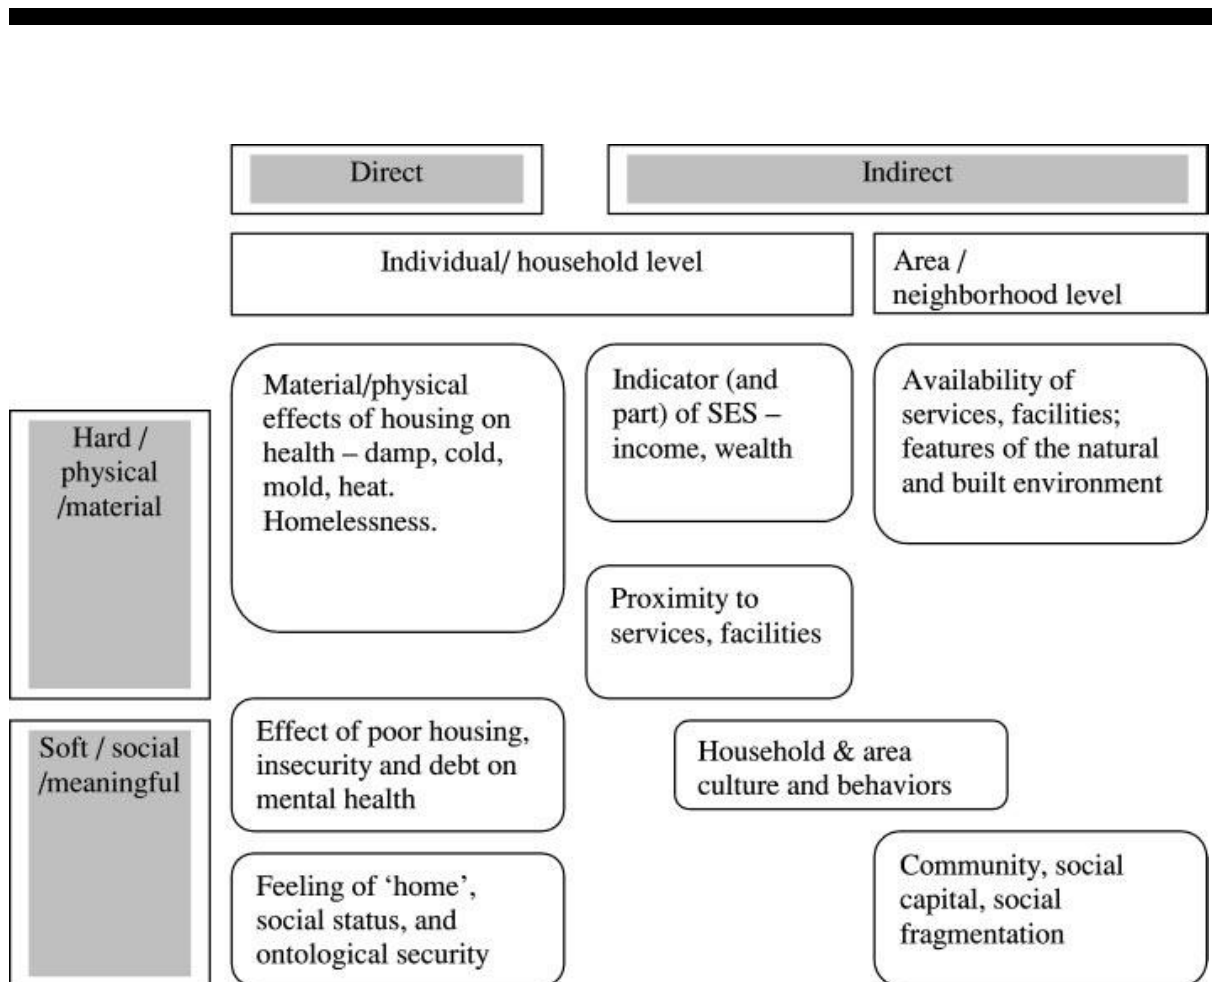 Direct
Indirect
Individual/ household level
Area /
neighborhood level
Hard /
physical
/material
Material/physical
effects of housing on
health – damp, cold,
mold, heat.
Homelessness.
Indicator (and
part) of SES –
income, wealth
Availability of
services, facilities;
features of the natural
and built environment
Proximity to
services, facilities
Soft / social
/meaningful
Effect of poor housing,
insecurity and debt on
mental health
Household & area
culture and behaviors
Feeling of ‘home’,
social status, and
ontological security
Community, social
capital, social
fragmentation